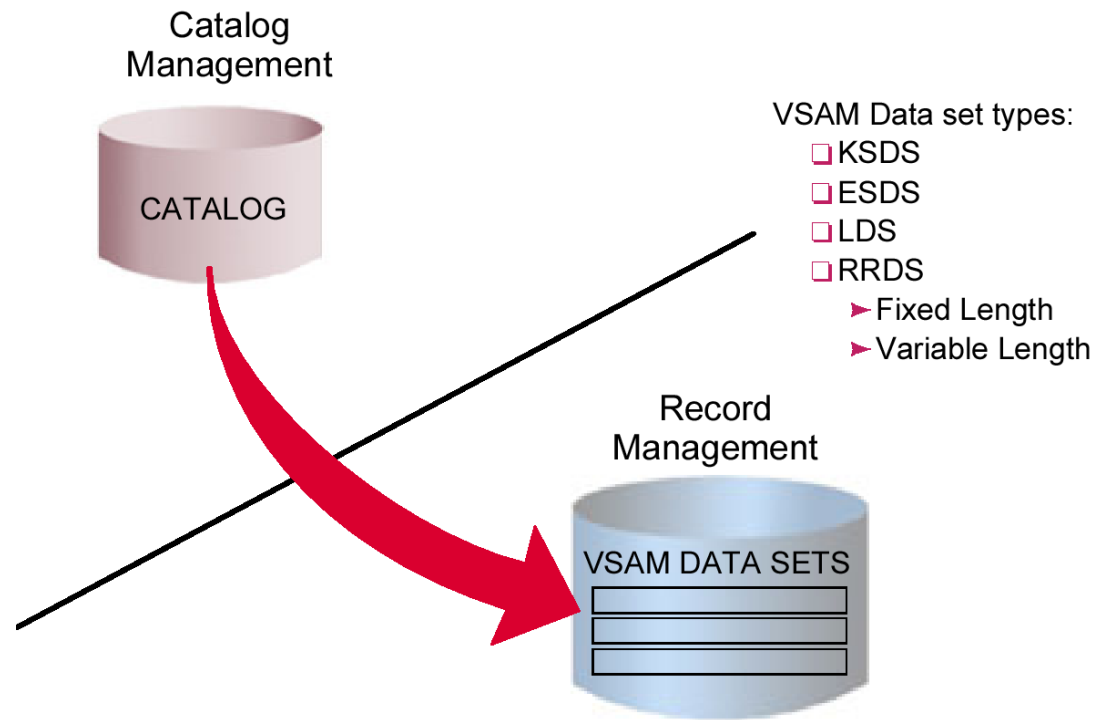 Catalog
Management
CATALOG
VSAM Data set types:
KSDS
ESDS
LDS
RRDS
Fixed Length
Variable Length
Record
Management
VSAM DATA SETS